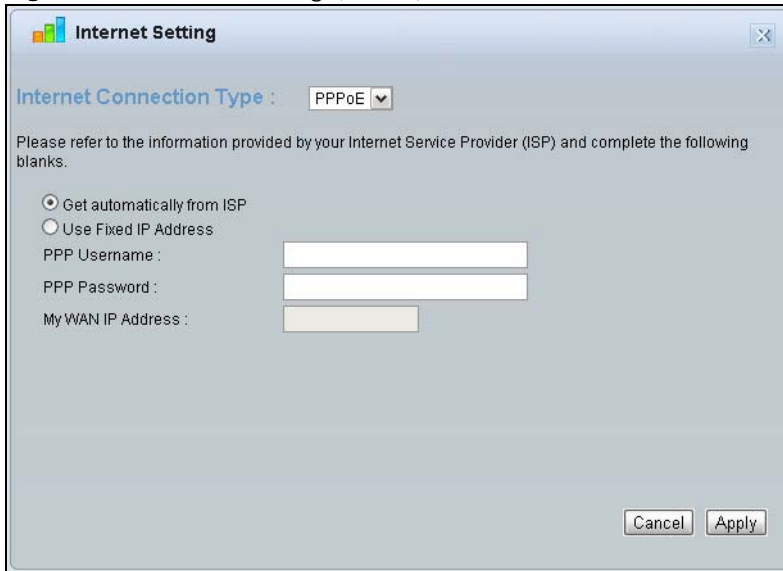 Internet Setting
Internet Connection Type : PPPoE
Please refer to the information provided by your Internet Service Provider (ISP) and complete the following
blanks.
Get automatically from ISP
Use Fixed IP Address
PPP Username :
PPP Password :
My WAN IP Address :
Cancel Apply